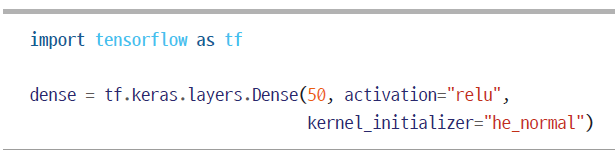 import tensorflow as tf
dense = tf.keras.layers.Dense(50, activation="relu",
kernel_initializer="he_normal")